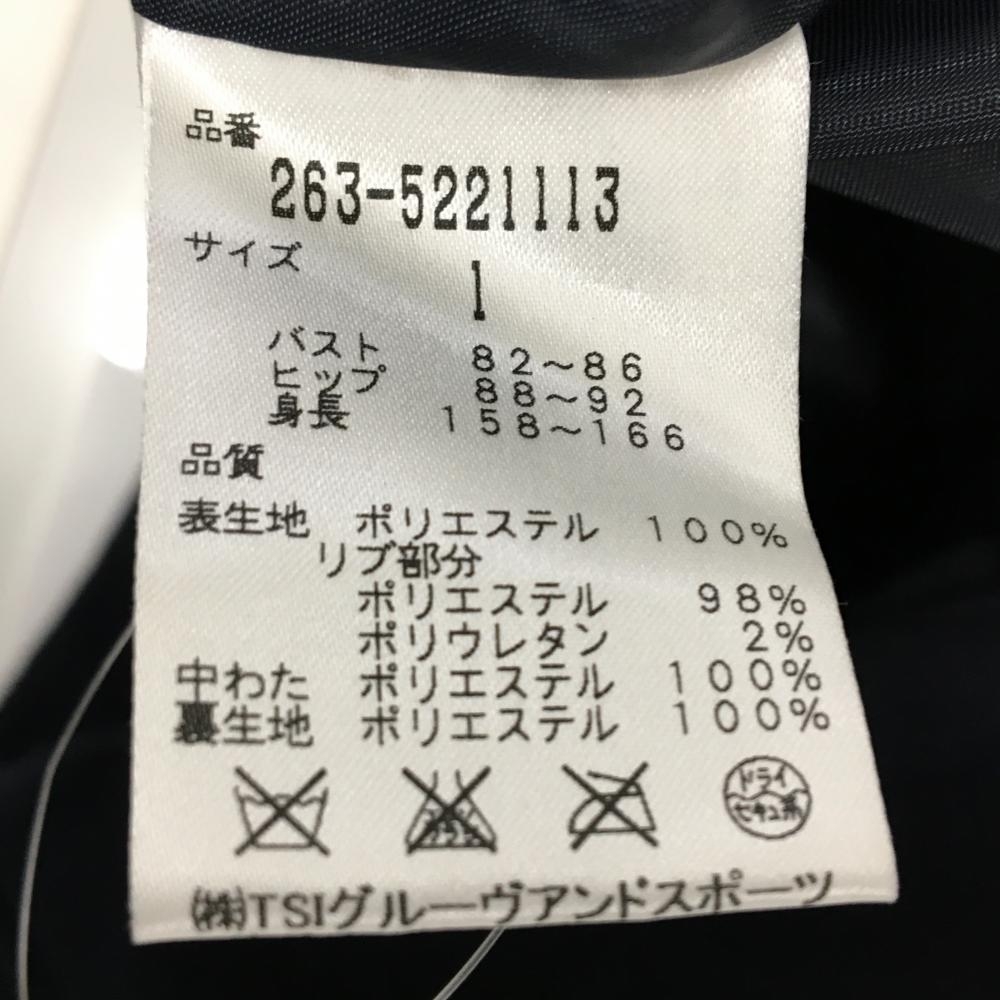 品番
263-5221113
サイズ
1
バスト 82～86
ヒップ 88～92
身長 158～166
品質
表生地 ポリエステル 100%
リブ部分
ポリエステル 98%
ポリウレタン 2%
中わた ポリエステル 100%
裏生地 ポリエステル 100%
ドライ
セキユ系
㈱TSIグルーヴアンドスポーツ